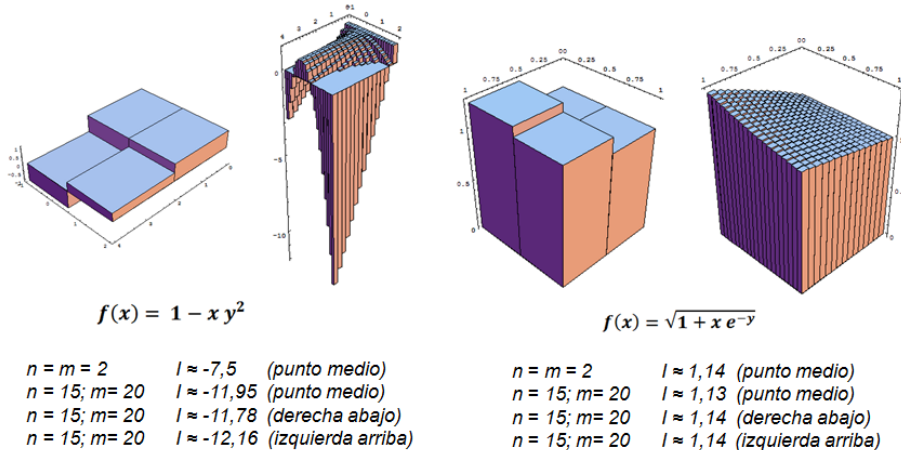 f(x) = 1 − x y²
n = m = 2 I ≈ -7,5 (punto medio)
n = 15; m= 20 I ≈ -11,95 (punto medio)
n = 15; m= 20 I ≈ -11,78 (derecha abajo)
n = 15; m= 20 I ≈ -12,16 (izquierda arriba)
f(x) = √(1 + x e⁻ʸ)
n = m = 2 I ≈ 1,14 (punto medio)
n = 15; m= 20 I ≈ 1,13 (punto medio)
n = 15; m= 20 I ≈ 1,14 (derecha abajo)
n = 15; m= 20 I ≈ 1,14 (izquierda arriba)